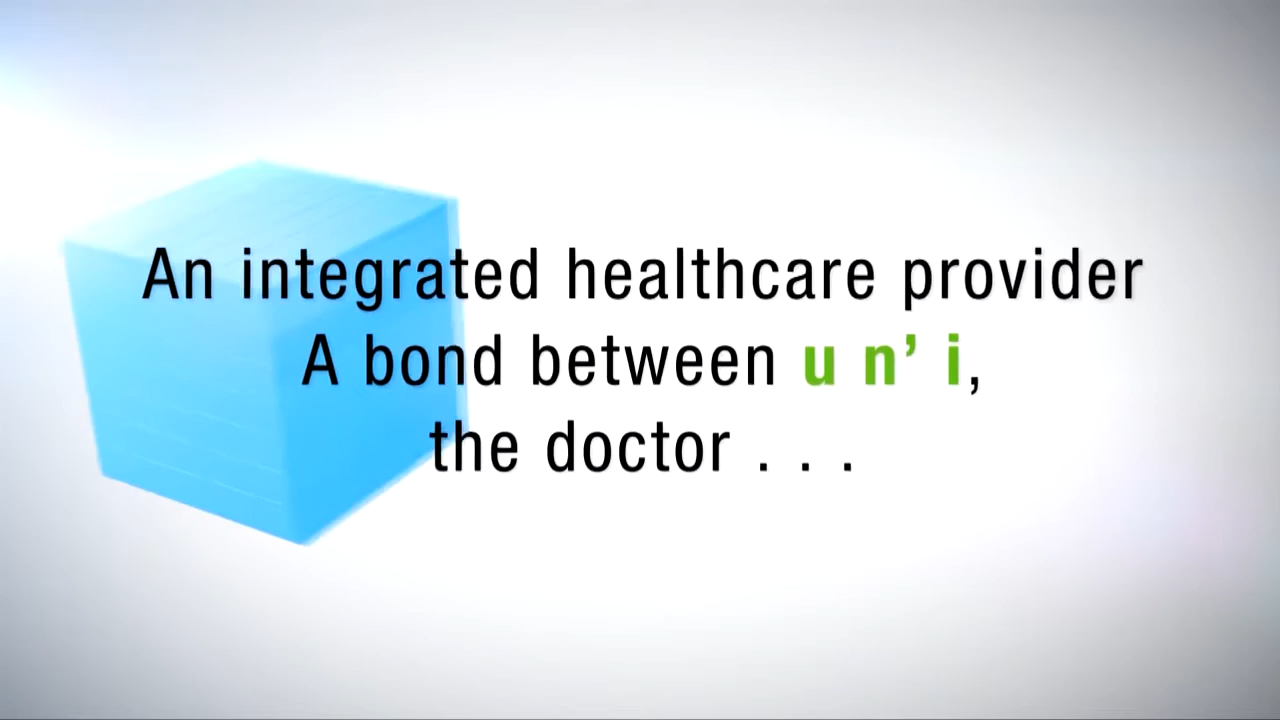 An integrated healthcare provider
A bond between u n’ i,
the doctor . . .